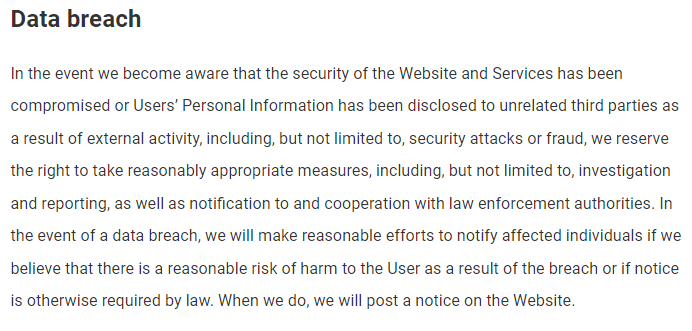 Data breach
In the event we become aware that the security of the Website and Services has been
compromised or Users’ Personal Information has been disclosed to unrelated third parties as
a result of external activity, including, but not limited to, security attacks or fraud, we reserve
the right to take reasonably appropriate measures, including, but not limited to, investigation
and reporting, as well as notification to and cooperation with law enforcement authorities. In
the event of a data breach, we will make reasonable efforts to notify affected individuals if we
believe that there is a reasonable risk of harm to the User as a result of the breach or if notice
is otherwise required by law. When we do, we will post a notice on the Website.